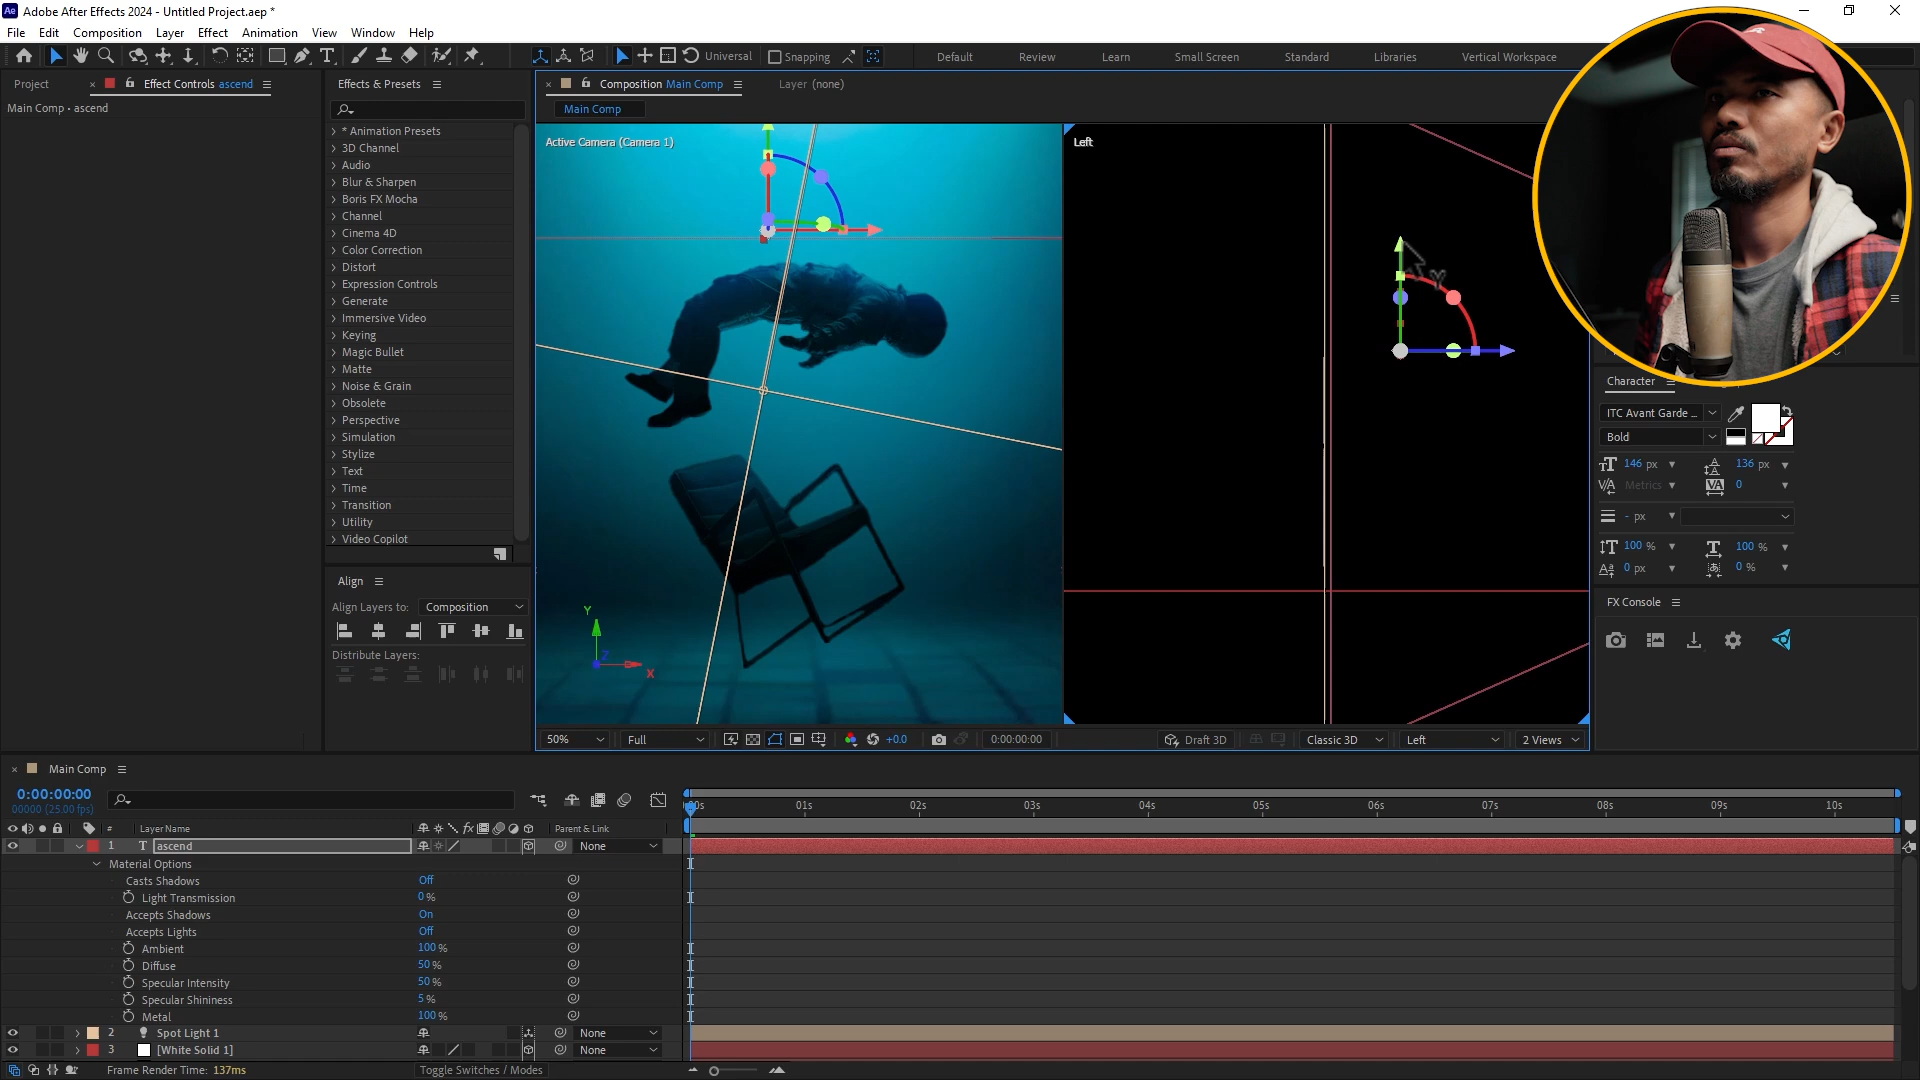 Ae Adobe After Effects 2024 - Untitled Project.aep *
File Edit Composition Layer Effect Animation View Window Help
Universal Snapping Default Review Learn Small Screen Standard Libraries Vertical Workspace
Project × Effect Controls ascend
Main Comp • ascend
Effects & Presets
* Animation Presets
3D Channel
Audio
Blur & Sharpen
Boris FX Mocha
Channel
Cinema 4D
Color Correction
Distort
Expression Controls
Generate
Immersive Video
Keying
Magic Bullet
Matte
Noise & Grain
Obsolete
Perspective
Simulation
Stylize
Text
Time
Transition
Utility
Video Copilot
Align
Align Layers to: Composition
Distribute Layers:
× Composition Main Comp Layer (none)
Main Comp
Active Camera (Camera 1)
Left
Y
Y
Z
X
50% Full +0.0 0:00:00:00 Draft 3D Classic 3D Left 2 Views
Character
ITC Avant Garde ...
Bold
146 px 136 px
Metrics 0
- px
100 % 100 %
0 px 0 %
FX Console
× Main Comp
0:00:00:00
00000 (25.00 fps)
00s 01s 02s 03s 04s 05s 06s 07s 08s 09s 10s
# Layer Name fx Parent & Link
1 T ascend None
Material Options
Casts Shadows Off
Light Transmission 0 %
Accepts Shadows On
Accepts Lights Off
Ambient 100 %
Diffuse 50 %
Specular Intensity 50 %
Specular Shininess 5 %
Metal 100 %
2 Spot Light 1 None
3 [White Solid 1] None
Frame Render Time: 137ms Toggle Switches / Modes